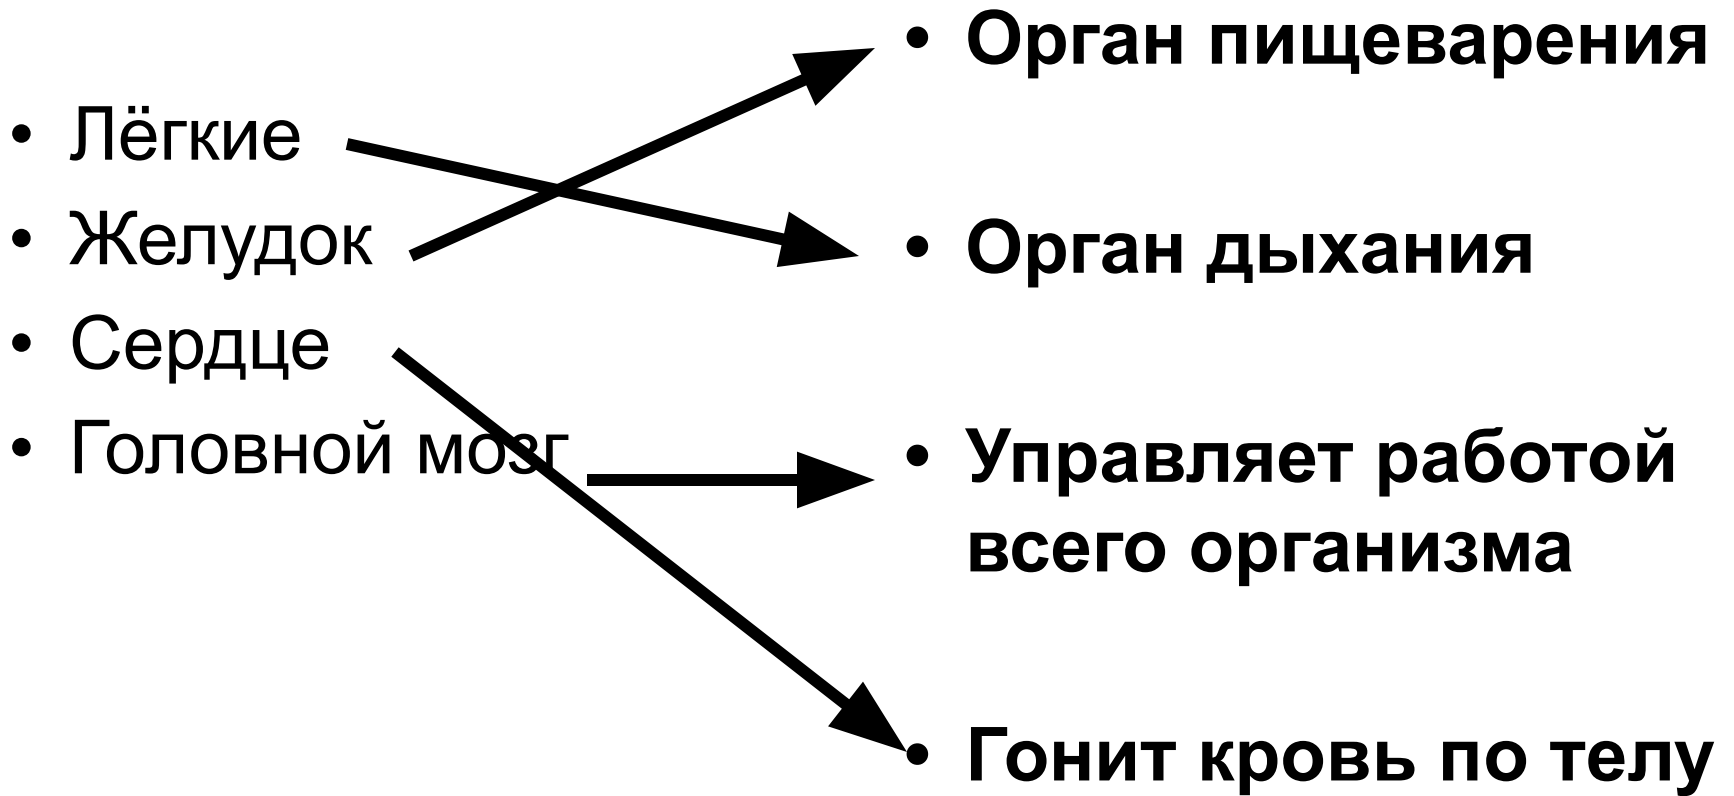 • Лёгкие
• Желудок
• Сердце
• Головной мозг
• Орган пищеварения
• Орган дыхания
• Управляет работой
всего организма
• Гонит кровь по телу